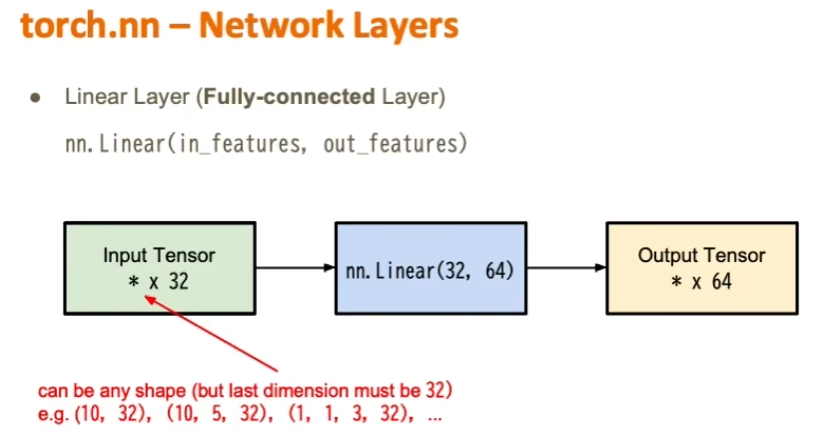 torch.nn – Network Layers
● Linear Layer (Fully-connected Layer)
nn.Linear(in_features, out_features)
Input Tensor
* x 32
nn.Linear(32, 64)
Output Tensor
* x 64
can be any shape (but last dimension must be 32)
e.g. (10, 32), (10, 5, 32), (1, 1, 3, 32), ...